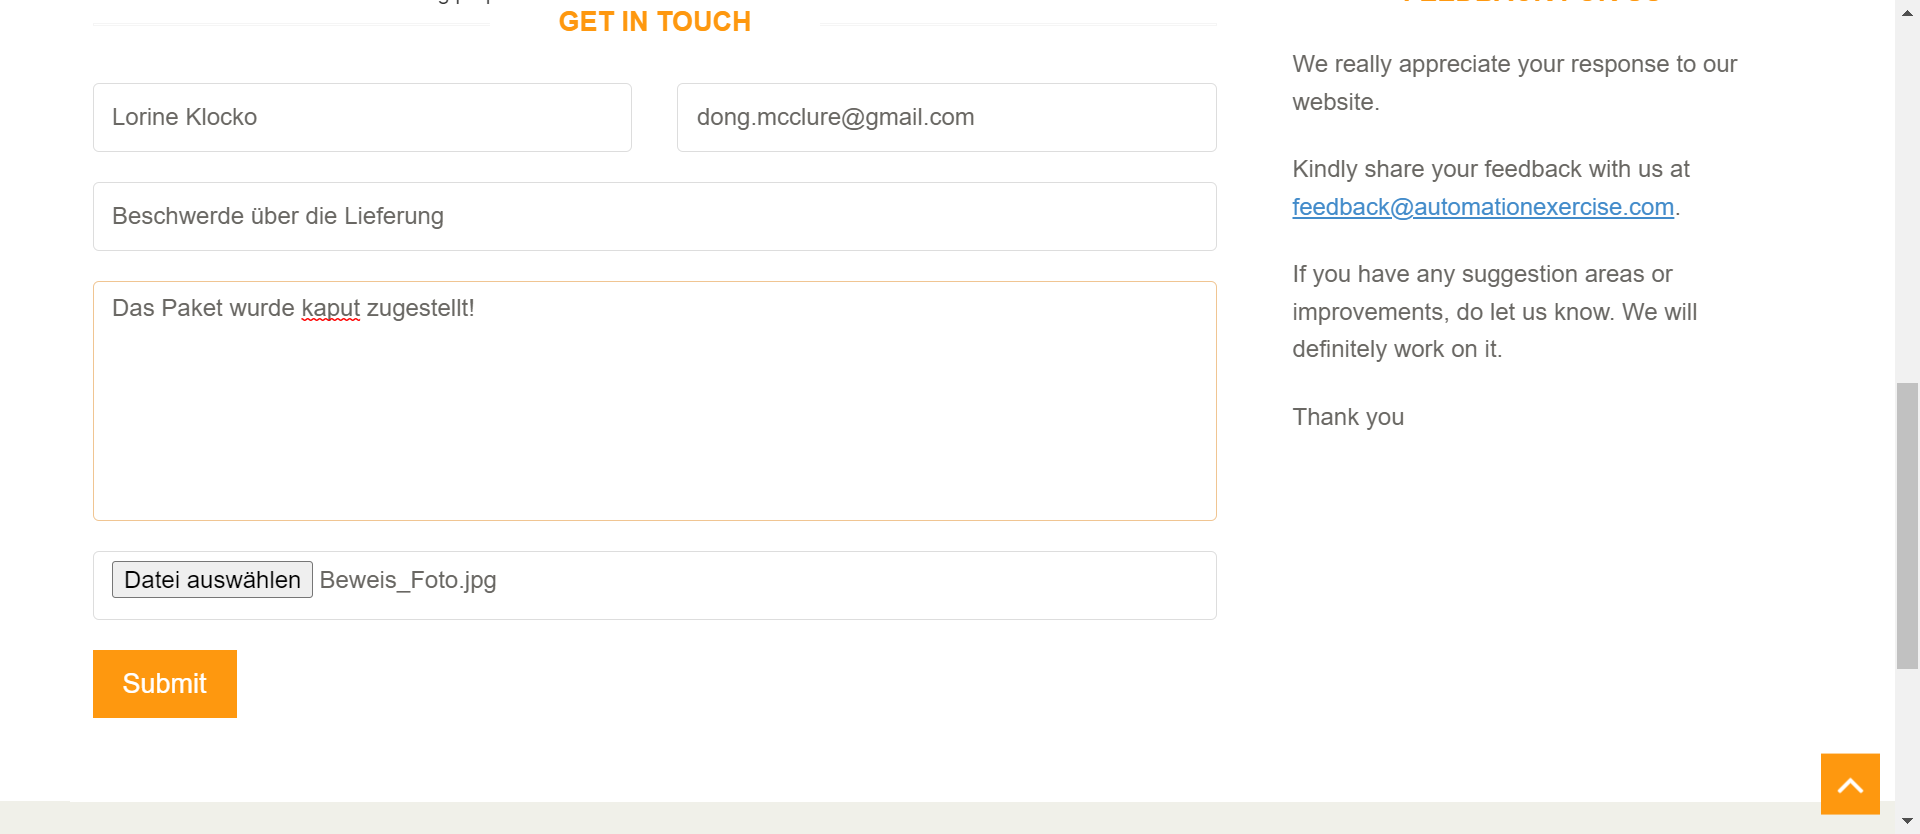 GET IN TOUCH
Lorine Klocko
dong.mcclure@gmail.com
Beschwerde über die Lieferung
Das Paket wurde kaput zugestellt!
Datei auswählen Beweis_Foto.jpg
Submit
We really appreciate your response to our
website.
Kindly share your feedback with us at
feedback@automationexercise.com.
If you have any suggestion areas or
improvements, do let us know. We will
definitely work on it.
Thank you